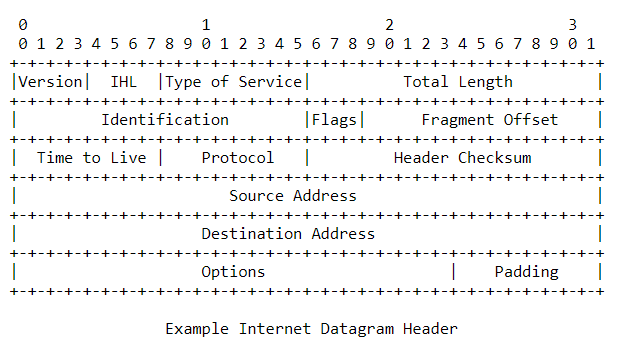 0                   1                   2                   3
 0 1 2 3 4 5 6 7 8 9 0 1 2 3 4 5 6 7 8 9 0 1 2 3 4 5 6 7 8 9 0 1
+-+-+-+-+-+-+-+-+-+-+-+-+-+-+-+-+-+-+-+-+-+-+-+-+-+-+-+-+-+-+-+-+
|Version|  IHL  |Type of Service|          Total Length         |
+-+-+-+-+-+-+-+-+-+-+-+-+-+-+-+-+-+-+-+-+-+-+-+-+-+-+-+-+-+-+-+-+
|         Identification        |Flags|      Fragment Offset    |
+-+-+-+-+-+-+-+-+-+-+-+-+-+-+-+-+-+-+-+-+-+-+-+-+-+-+-+-+-+-+-+-+
|  Time to Live |    Protocol   |         Header Checksum       |
+-+-+-+-+-+-+-+-+-+-+-+-+-+-+-+-+-+-+-+-+-+-+-+-+-+-+-+-+-+-+-+-+
|                       Source Address                          |
+-+-+-+-+-+-+-+-+-+-+-+-+-+-+-+-+-+-+-+-+-+-+-+-+-+-+-+-+-+-+-+-+
|                    Destination Address                        |
+-+-+-+-+-+-+-+-+-+-+-+-+-+-+-+-+-+-+-+-+-+-+-+-+-+-+-+-+-+-+-+-+
|                    Options                    |    Padding    |
+-+-+-+-+-+-+-+-+-+-+-+-+-+-+-+-+-+-+-+-+-+-+-+-+-+-+-+-+-+-+-+-+
                Example Internet Datagram Header